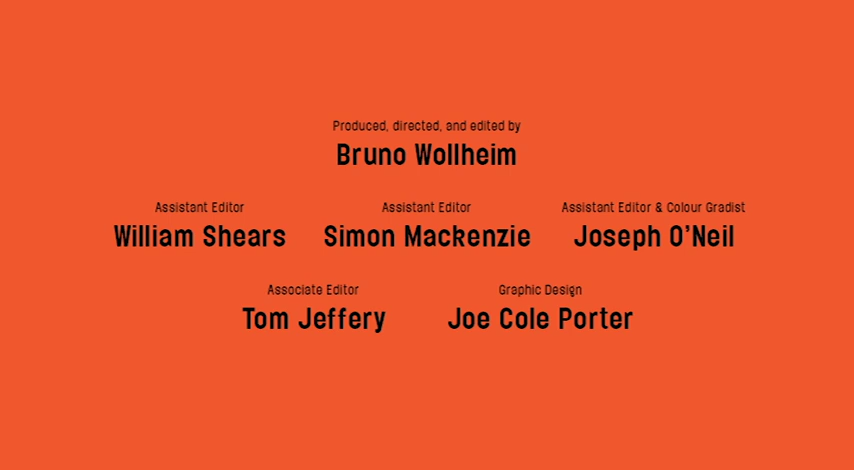 Produced, directed, and edited by
Bruno Wollheim
Assistant Editor
William Shears
Assistant Editor
Simon Mackenzie
Assistant Editor & Colour Gradist
Joseph O'Neil
Associate Editor
Tom Jeffery
Graphic Design
Joe Cole Porter